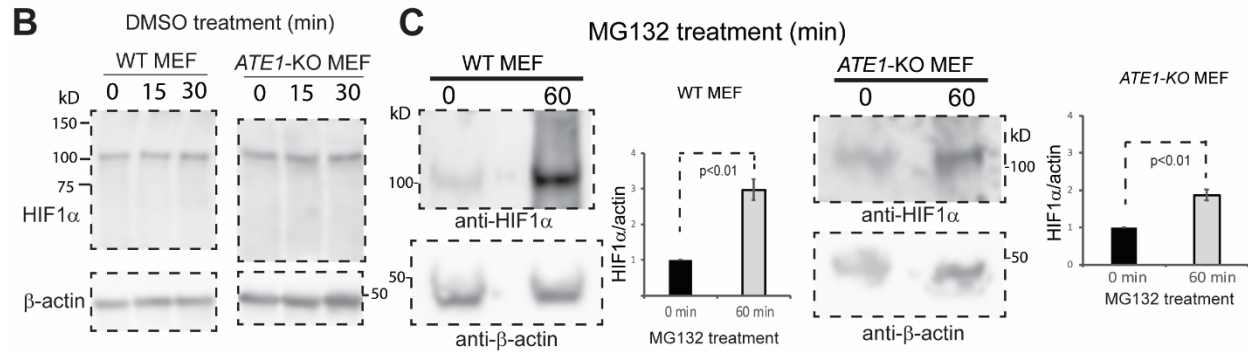 B
DMSO treatment (min)
WT MEF
ATE1-KO MEF
0 15 30
0 15 30
kD
150
100
75
HIF1α
β-actin
50
C
MG132 treatment (min)
WT MEF
0 60
kD
100
anti-HIF1α
50
anti-β-actin
WT MEF
HIF1α/actin
4
3
2
1
p<0.01
0 min 60 min
MG132 treatment
ATE1-KO MEF
0 60
kD
100
anti-HIF1α
50
anti-β-actin
ATE1-KO MEF
HIF1α/actin
4
3
2
1
0
p<0.01
0 min 60 min
MG132 treatment